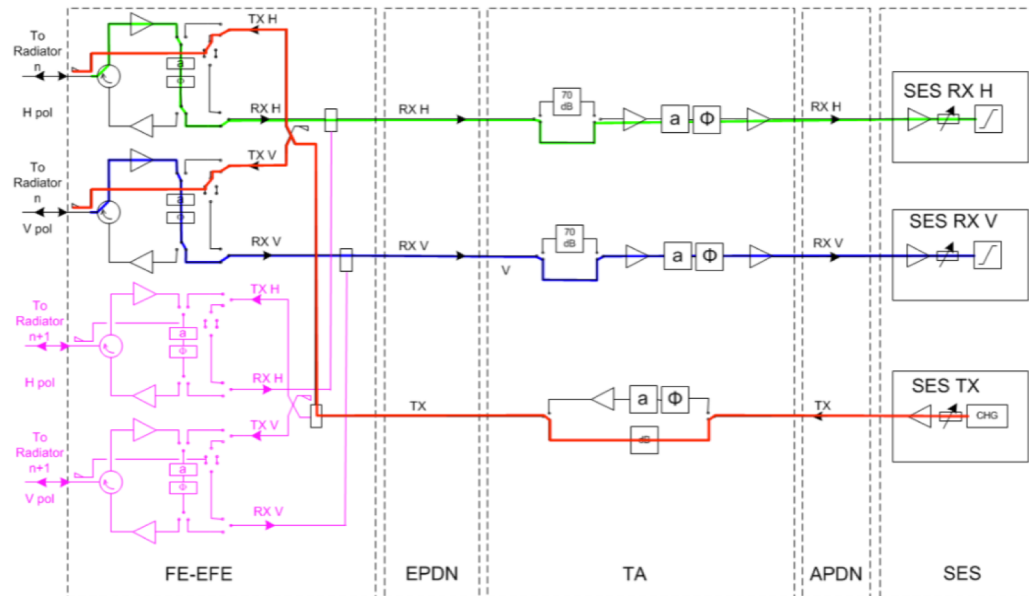 To
Radiator
n
H pol
a
Φ
TX H
RX H
RX H
70
dB
a
Φ
RX H
SES RX H
To
Radiator
n
V pol
a
Φ
TX V
RX V
RX V
V
70
dB
a
Φ
RX V
SES RX V
To
Radiator
n+1
H pol
a
Φ
TX H
RX H
To
Radiator
n+1
V pol
a
Φ
TX V
RX V
TX
a
Φ
dB
TX
SES TX
CHG
FE-EFE
EPDN
TA
APDN
SES